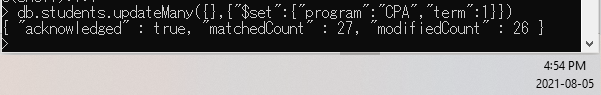 > db.students.updateMany({},{"$set":{"program":"CPA","term":1}})
{ "acknowledged" : true, "matchedCount" : 27, "modifiedCount" : 26 }
>
4:54 PM
2021-08-05